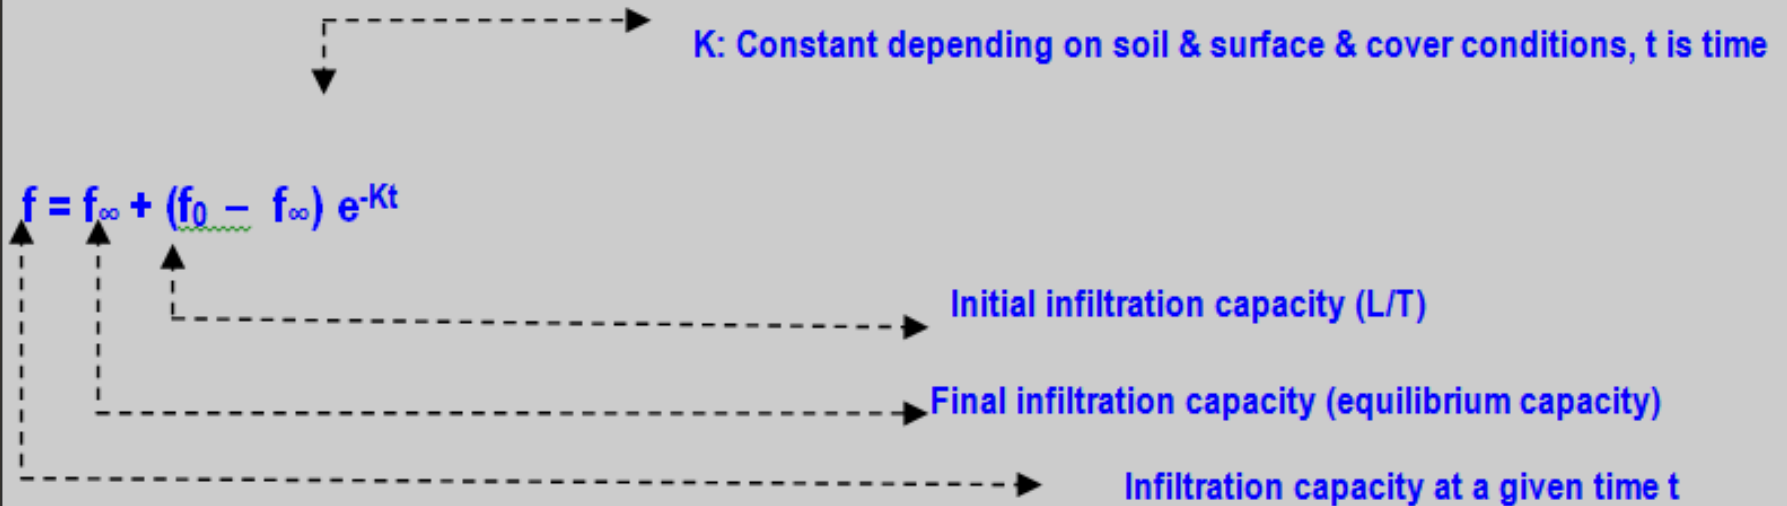 K: Constant depending on soil & surface & cover conditions, t is time
f = f∞ + (f0 – f∞) e-Kt
Initial infiltration capacity (L/T)
Final infiltration capacity (equilibrium capacity)
Infiltration capacity at a given time t